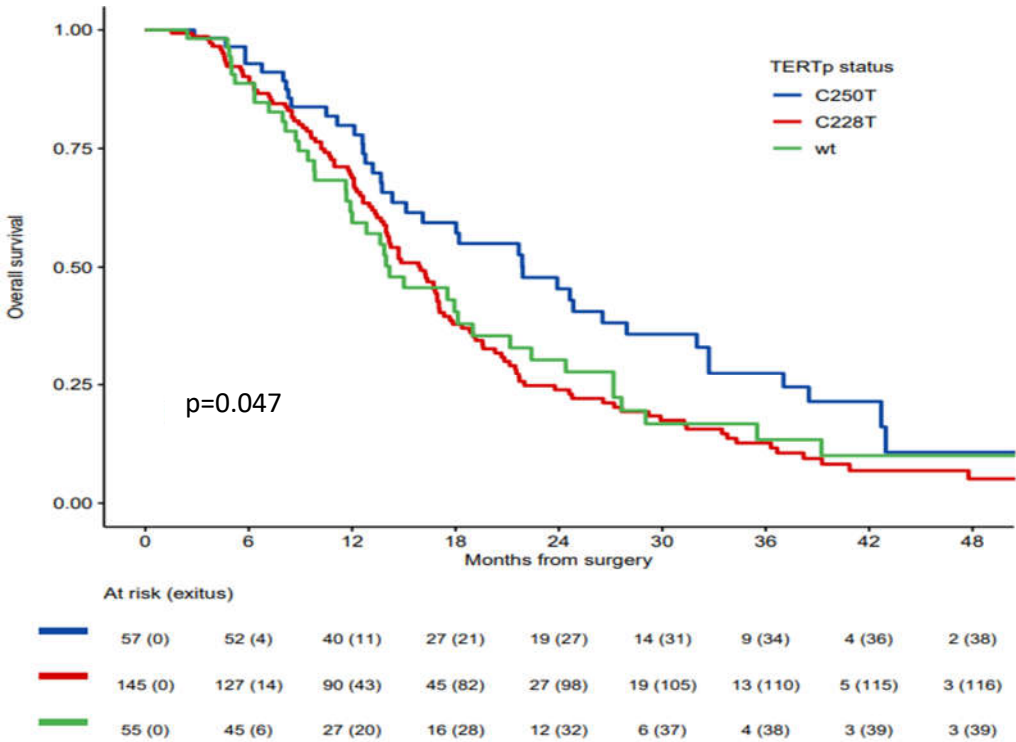 1.00
0.75
0.50
0.25
0.00
Overall survival
TERTp status
C250T
C228T
wt
p=0.047
0 6 12 18 24 30 36 42 48
Months from surgery
At risk (exitus)
57 (0) 52 (4) 40 (11) 27 (21) 19 (27) 14 (31) 9 (34) 4 (36) 2 (38)
145 (0) 127 (14) 90 (43) 45 (82) 27 (98) 19 (105) 13 (110) 5 (115) 3 (116)
55 (0) 45 (6) 27 (20) 16 (28) 12 (32) 6 (37) 4 (38) 3 (39) 3 (39)